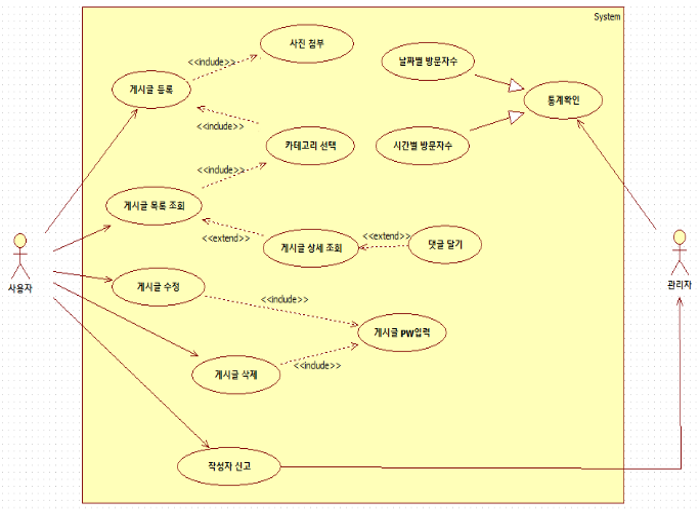 System
사진 첨부
<<include>>
날짜별 방문자수
게시글 등록
통계확인
<<include>>
카테고리 선택
시간별 방문자수
<<include>>
게시글 목록 조회
<<extend>>
게시글 상세 조회
<<extend>>
댓글 달기
사용자
관리자
게시글 수정
<<include>>
게시글 PW입력
<<include>>
게시글 삭제
작성자 신고